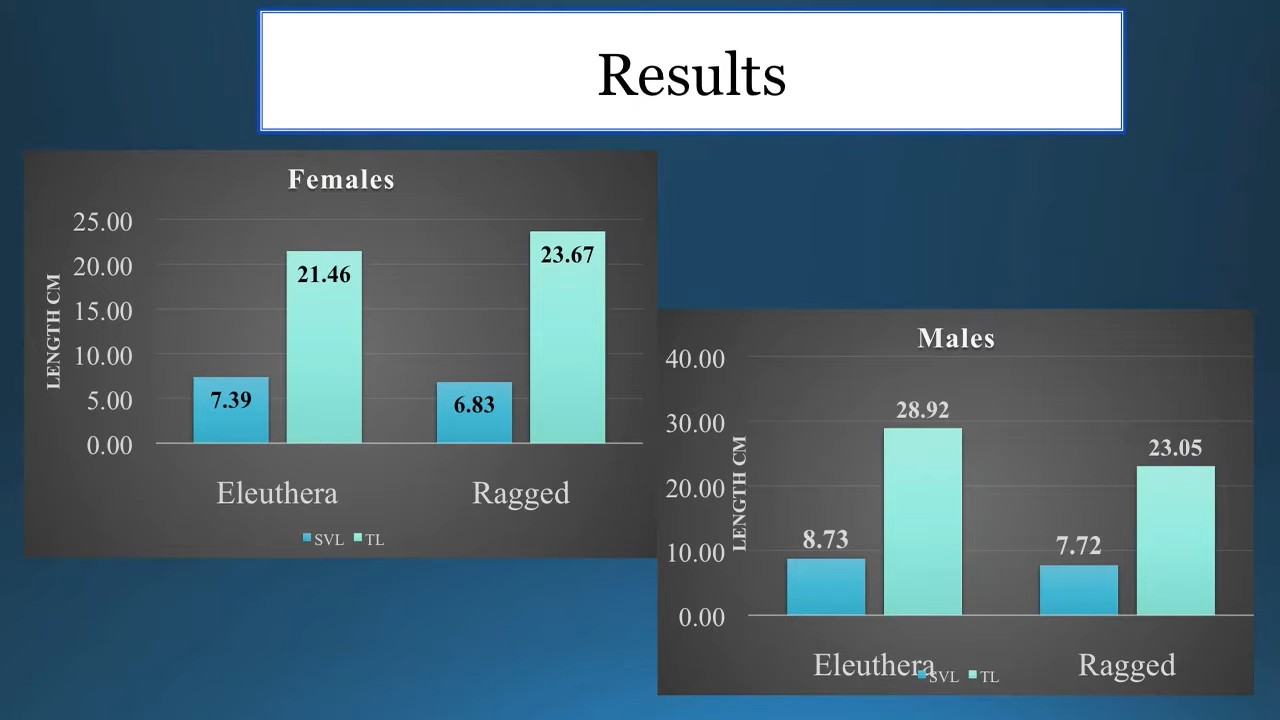 Results
Females
25.00
20.00
15.00
10.00
5.00
0.00
LENGTH CM
7.39
21.46
6.83
23.67
Eleuthera
Ragged
SVL
TL
Males
40.00
30.00
20.00
10.00
0.00
LENGTH CM
8.73
28.92
7.72
23.05
Eleuthera
Ragged
SVL
TL